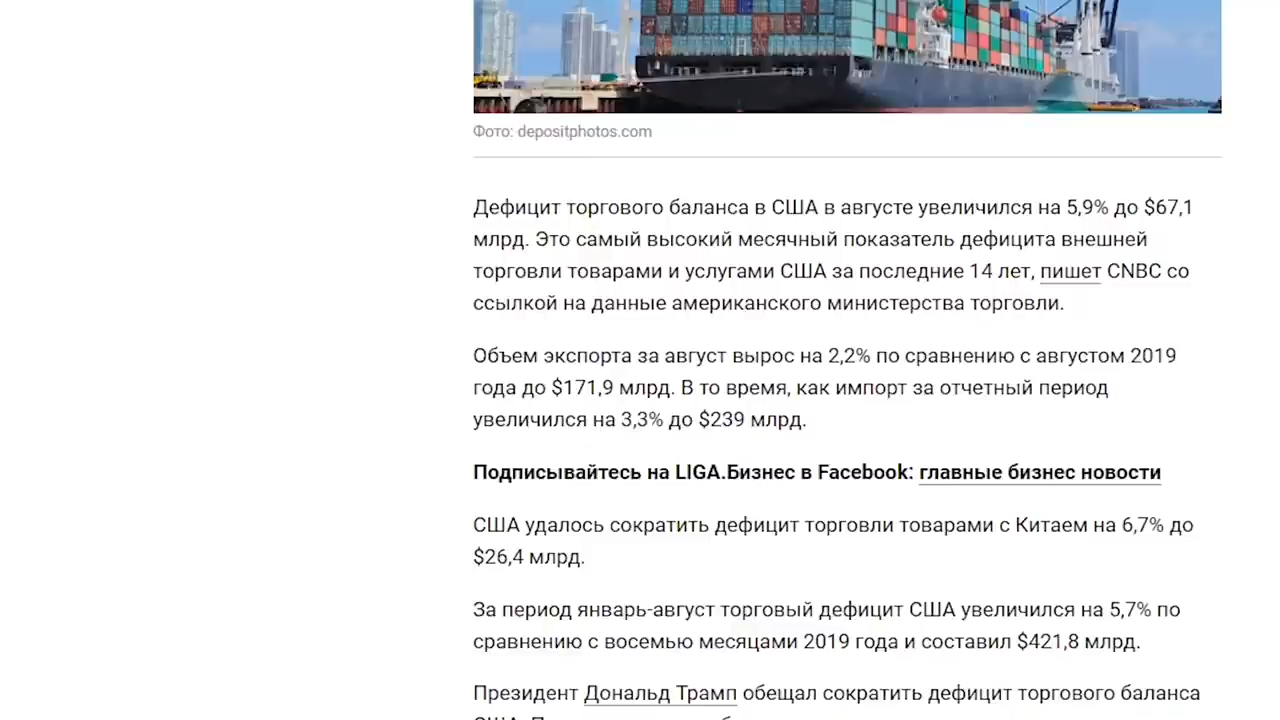 Фото: depositphotos.com
Дефицит торгового баланса в США в августе увеличился на 5,9% до $67,1
млрд. Это самый высокий месячный показатель дефицита внешней
торговли товарами и услугами США за последние 14 лет, пишет CNBC со
ссылкой на данные американского министерства торговли.
Объем экспорта за август вырос на 2,2% по сравнению с августом 2019
года до $171,9 млрд. В то время, как импорт за отчетный период
увеличился на 3,3% до $239 млрд.
Подписывайтесь на LIGA.Бизнес в Facebook: главные бизнес новости
США удалось сократить дефицит торговли товарами с Китаем на 6,7% до
$26,4 млрд.
За период январь-август торговый дефицит США увеличился на 5,7% по
сравнению с восемью месяцами 2019 года и составил $421,8 млрд.
Президент Дональд Трамп обещал сократить дефицит торгового баланса